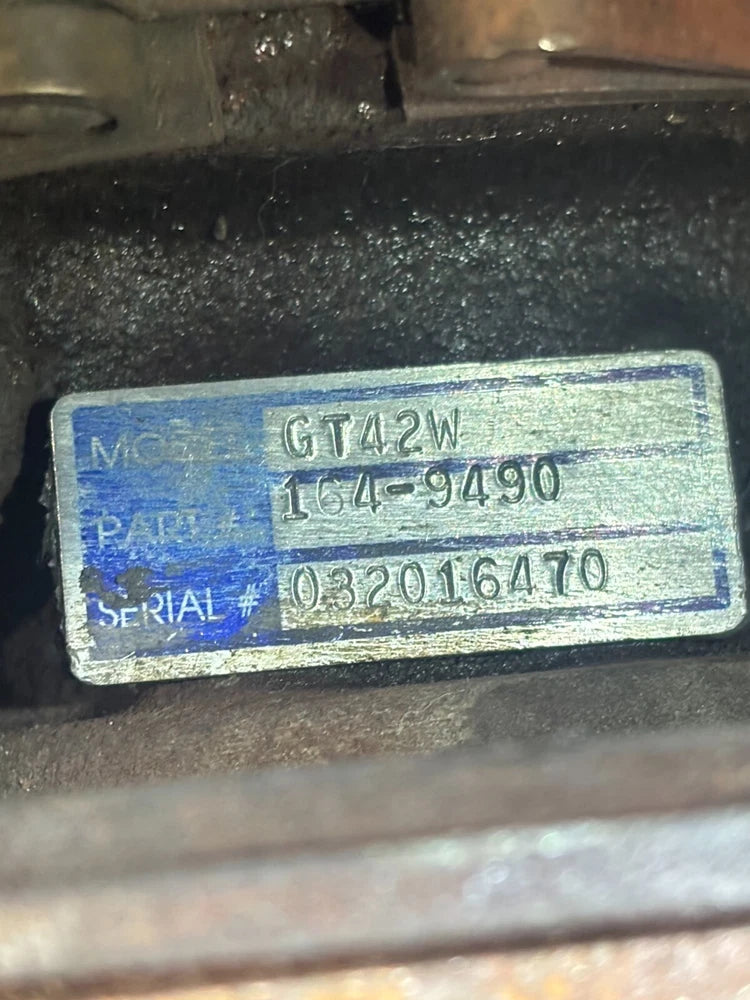 MODEL GT42W
PART # 164-9490
SERIAL # 032016470